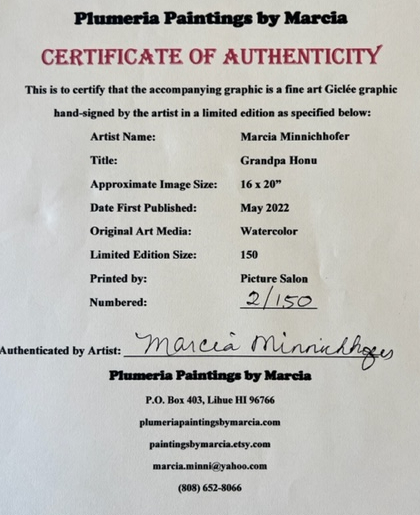 Plumeria Paintings by Marcia
CERTIFICATE OF AUTHENTICITY
This is to certify that the accompanying graphic is a fine art Giclée graphic
hand-signed by the artist in a limited edition as specified below:
Artist Name: Marcia Minnichhofer
Title: Grandpa Honu
Approximate Image Size: 16 x 20"
Date First Published: May 2022
Original Art Media: Watercolor
Limited Edition Size: 150
Printed by: Picture Salon
Numbered: 2/150
Authenticated by Artist: Marcia Minnichhofer
Plumeria Paintings by Marcia
P.O. Box 403, Lihue HI 96766
plumeriapaintingsbymarcia.com
paintingsbymarcia.etsy.com
marcia.minni@yahoo.com
(808) 652-8066